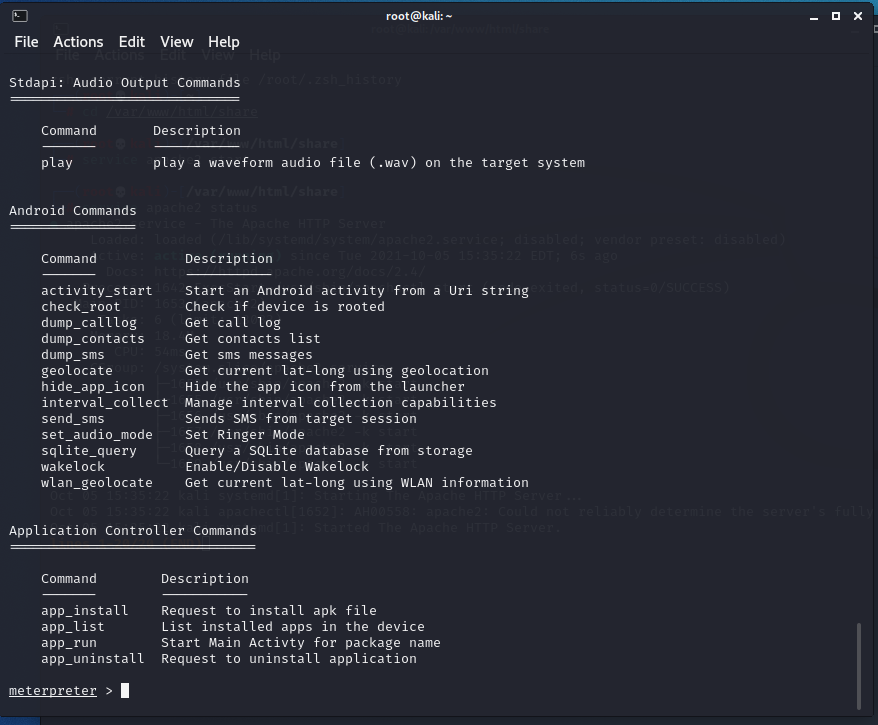 root@kali: ~
File Actions Edit View Help
Stdapi: Audio Output Commands
Command Description
play play a waveform audio file (.wav) on the target system
Android Commands
Command Description
activity_start Start an Android activity from a Uri string
check_root Check if device is rooted
dump_calllog Get call log
dump_contacts Get contacts list
dump_sms Get sms messages
geolocate Get current lat-long using geolocation
hide_app_icon Hide the app icon from the launcher
interval_collect Manage interval collection capabilities
send_sms Sends SMS from target session
set_audio_mode Set Ringer Mode
sqlite_query Query a SQLite database from storage
wakelock Enable/Disable Wakelock
wlan_geolocate Get current lat-long using WLAN information
Application Controller Commands
Command Description
app_install Request to install apk file
app_list List installed apps in the device
app_run Start Main Activty for package name
app_uninstall Request to uninstall application
meterpreter >